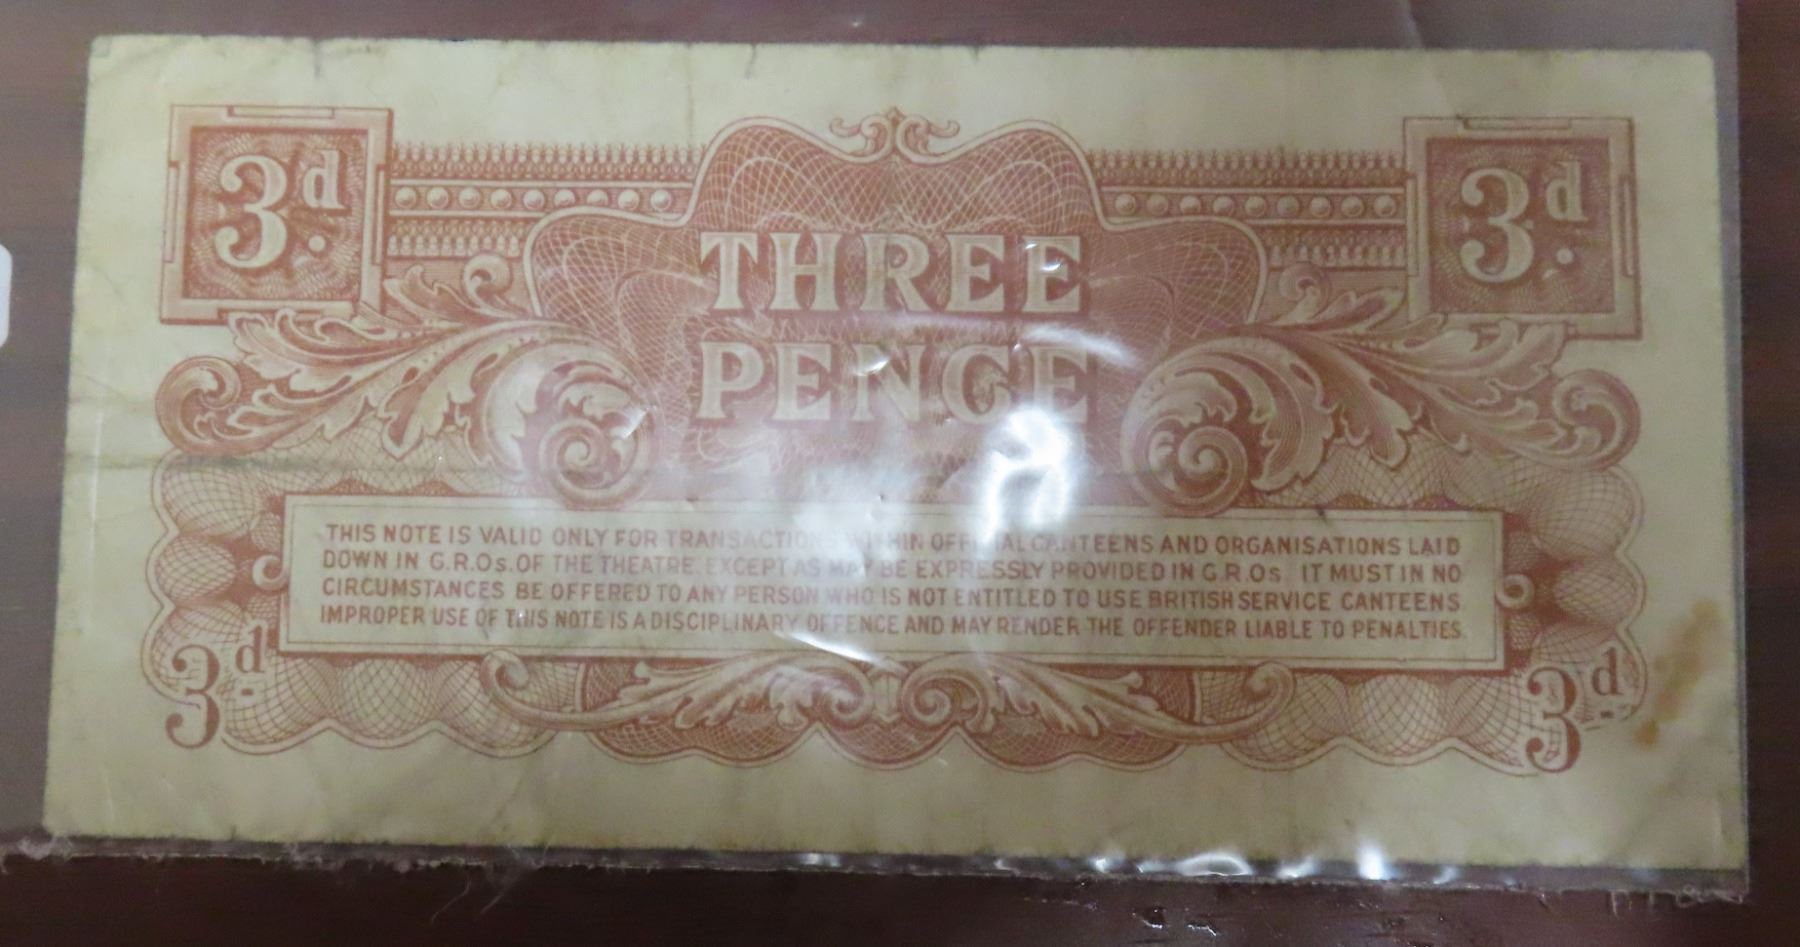 3d. 3d.
THREE
PENCE
THIS NOTE IS VALID ONLY FOR TRANSACTIONS WITHIN OFFICIAL CANTEENS AND ORGANISATIONS LAID
DOWN IN G.R.Os. OF THE THEATRE EXCEPT AS MAY BE EXPRESSLY PROVIDED IN G.R.Os. IT MUST IN NO
CIRCUMSTANCES BE OFFERED TO ANY PERSON WHO IS NOT ENTITLED TO USE BRITISH SERVICE CANTEENS.
IMPROPER USE OF THIS NOTE IS A DISCIPLINARY OFFENCE AND MAY RENDER THE OFFENDER LIABLE TO PENALTIES.
3d. 3d.